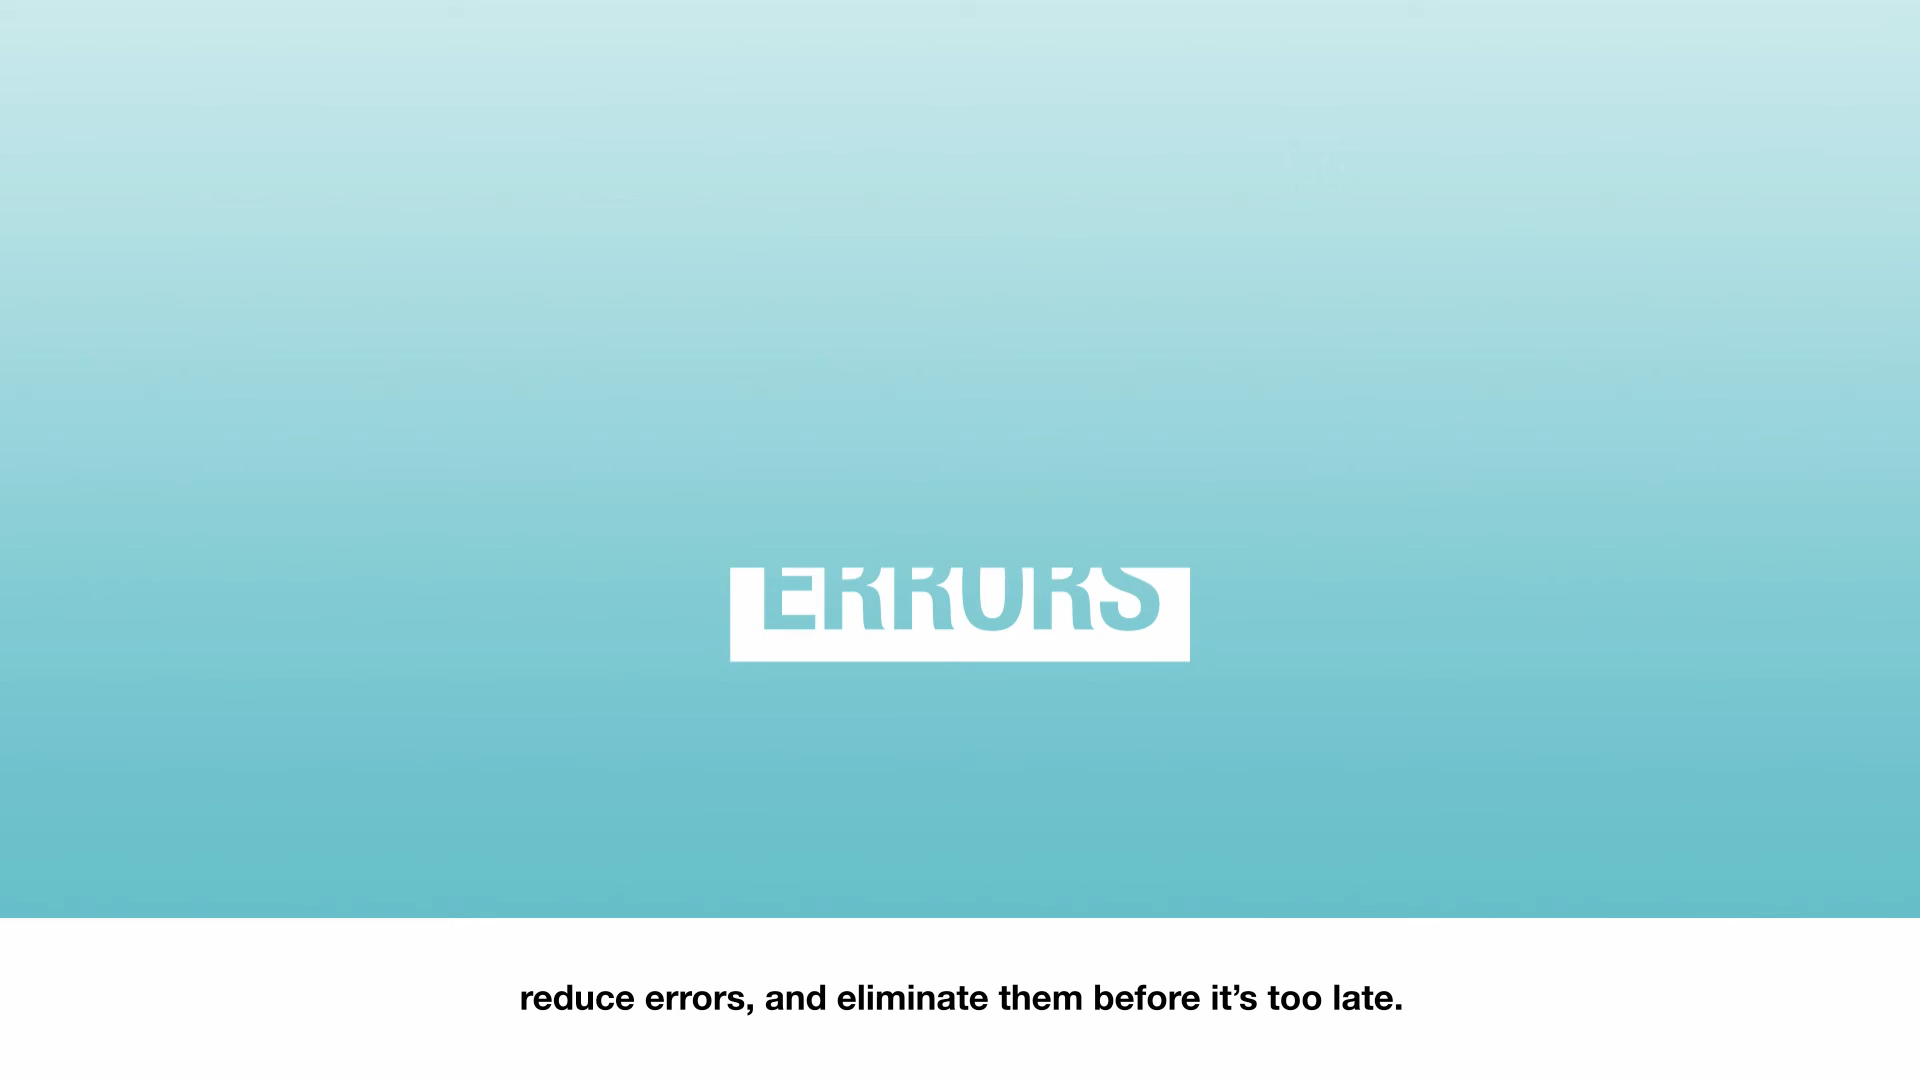 ERRORS
reduce errors, and eliminate them before it’s too late.